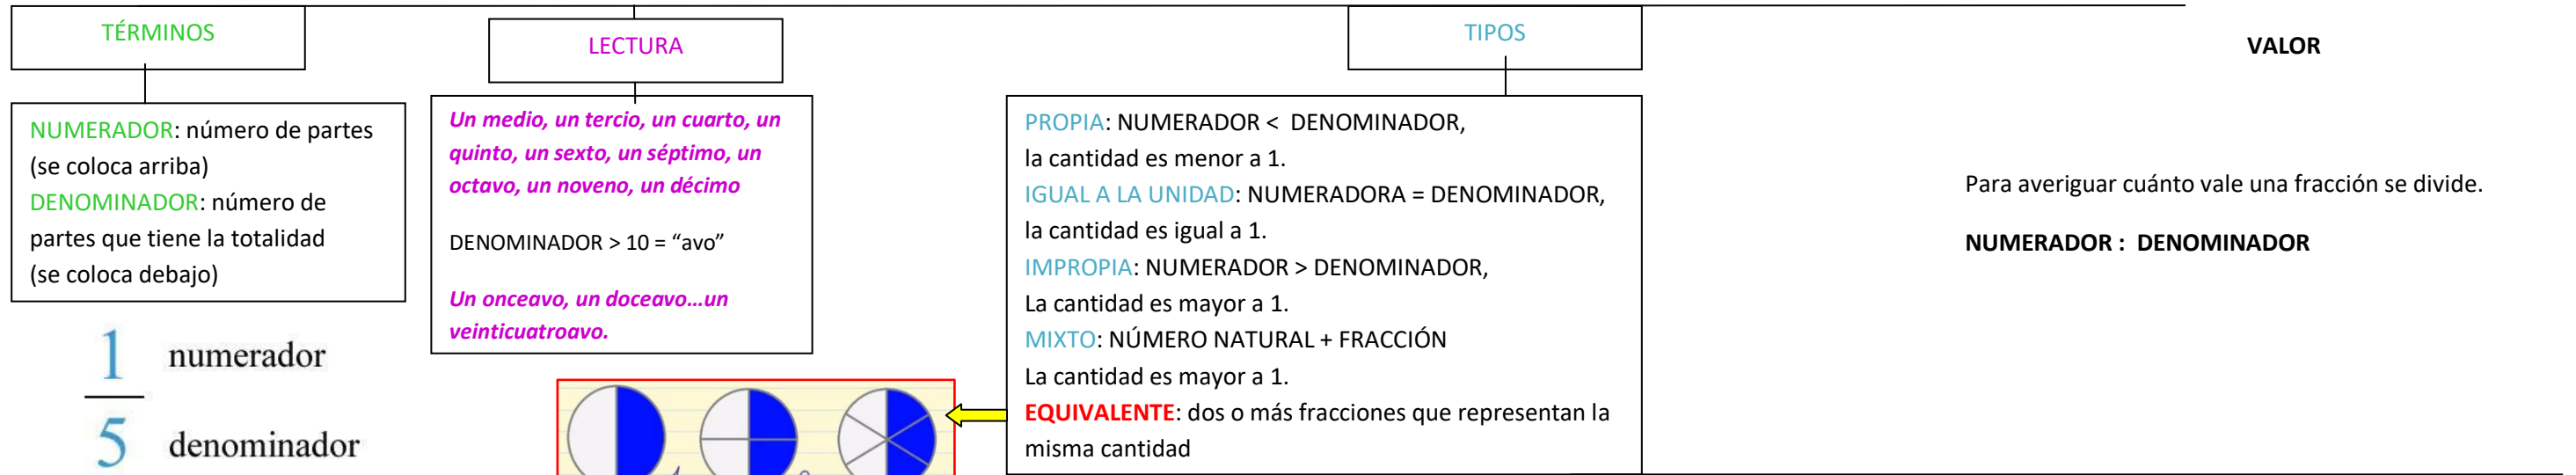 TÉRMINOS
NUMERADOR: número de partes
(se coloca arriba)
DENOMINADOR: número de
partes que tiene la totalidad
(se coloca debajo)
1 numerador
5 denominador
LECTURA
Un medio, un tercio, un cuarto, un
quinto, un sexto, un séptimo, un
octavo, un noveno, un décimo
DENOMINADOR > 10 = “avo”
Un onceavo, un doceavo...un
veinticuatroavo.
TIPOS
PROPIA: NUMERADOR < DENOMINADOR,
la cantidad es menor a 1.
IGUAL A LA UNIDAD: NUMERADORA = DENOMINADOR,
la cantidad es igual a 1.
IMPROPIA: NUMERADOR > DENOMINADOR,
La cantidad es mayor a 1.
MIXTO: NÚMERO NATURAL + FRACCIÓN
La cantidad es mayor a 1.
EQUIVALENTE: dos o más fracciones que representan la
misma cantidad
VALOR
Para averiguar cuánto vale una fracción se divide.
NUMERADOR : DENOMINADOR